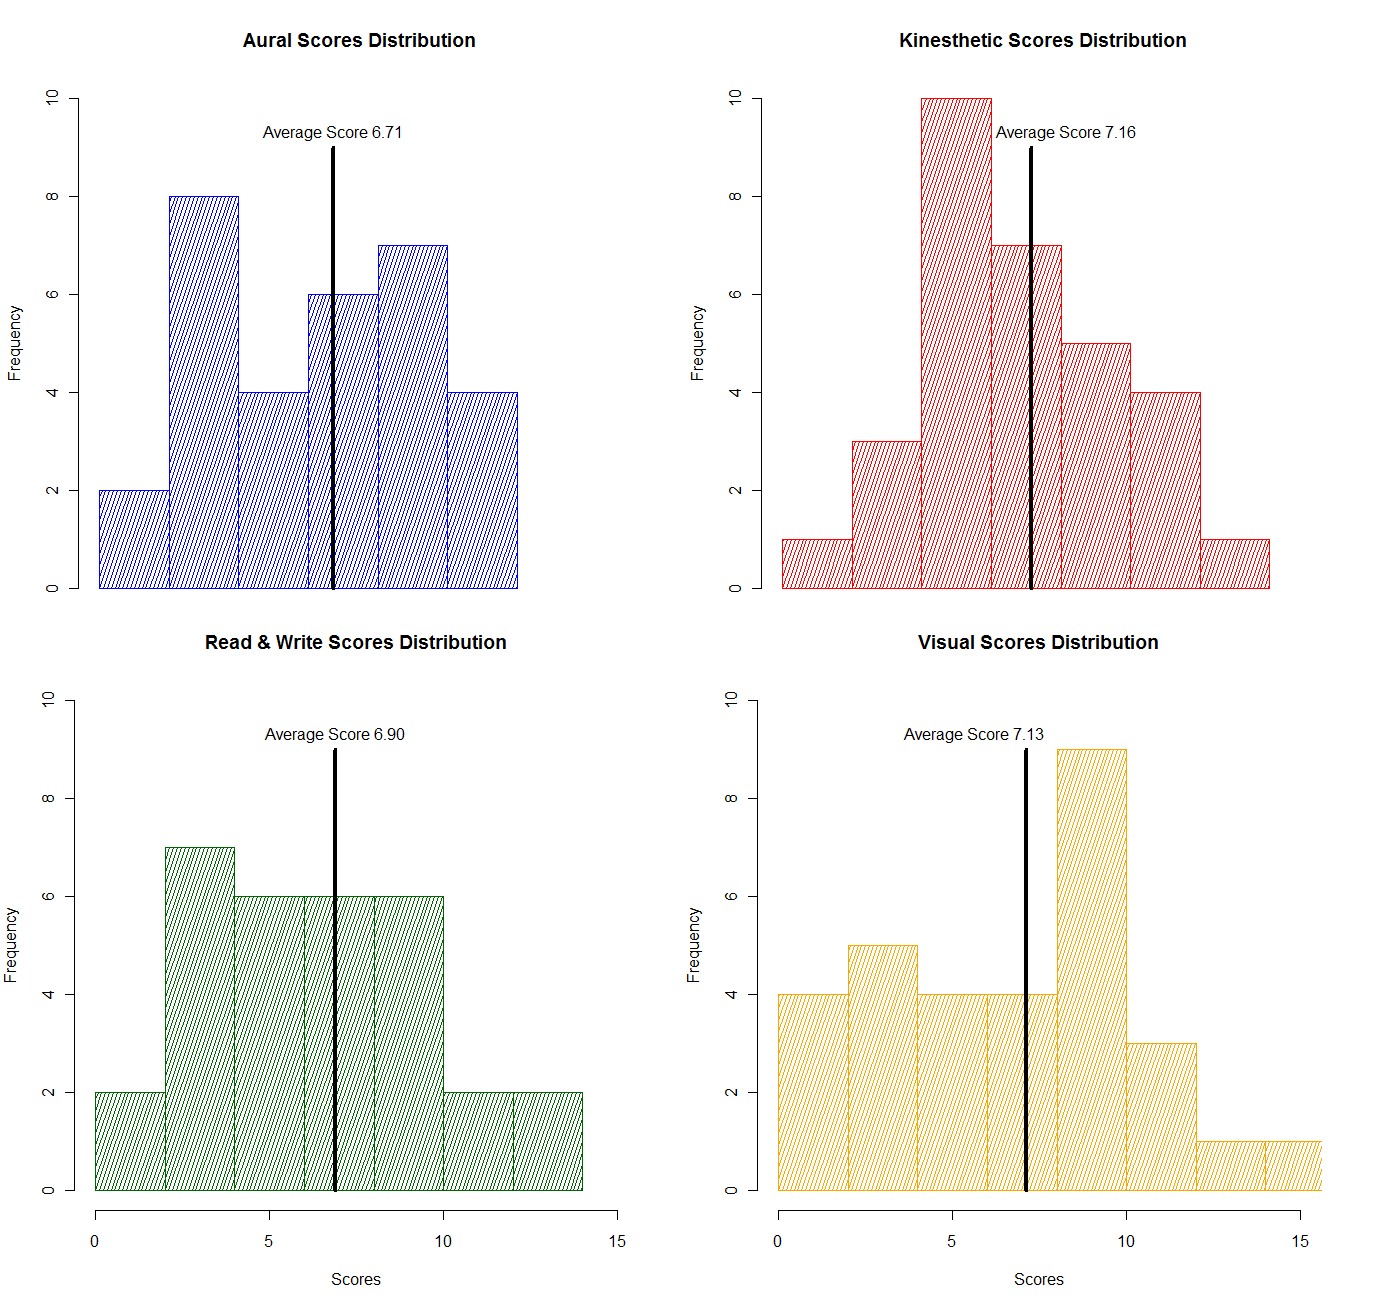 Aural Scores Distribution
Frequency
10
8
6
4
2
0
Average Score 6.71
Kinesthetic Scores Distribution
Frequency
10
8
6
4
2
0
Average Score 7.16
Read & Write Scores Distribution
Frequency
10
8
6
4
2
0
Average Score 6.90
0 5 10 15
Scores
Visual Scores Distribution
Frequency
10
8
6
4
2
0
Average Score 7.13
0 5 10 15
Scores